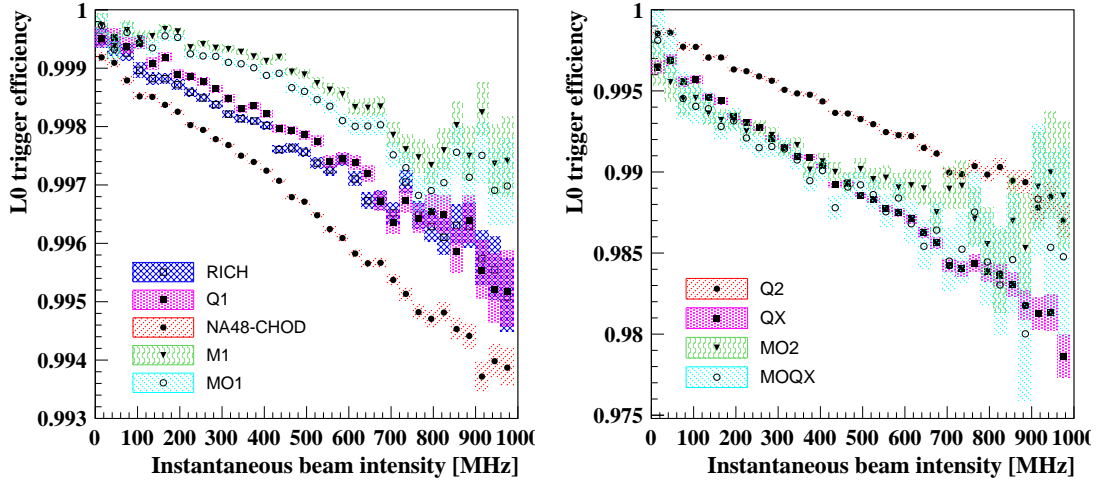 L0 trigger efficiency
1
0.999
0.998
0.997
0.996
0.995
0.994
0.993
RICH
Q1
NA48-CHOD
M1
MO1
0 100 200 300 400 500 600 700 800 900 1000
Instantaneous beam intensity [MHz]
L0 trigger efficiency
1
0.995
0.99
0.985
0.98
0.975
Q2
QX
MO2
MOQX
0 100 200 300 400 500 600 700 800 900 1000
Instantaneous beam intensity [MHz]